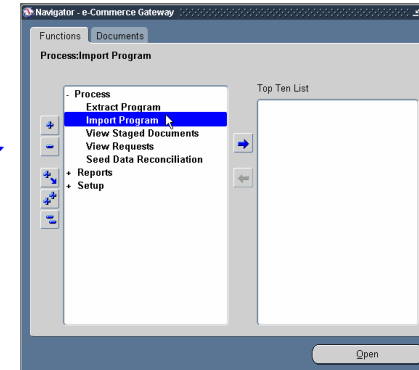 Navigator - e-Commerce Gateway
Functions Documents
Process:Import Program
Top Ten List
- Process
Extract Program
Import Program
View Staged Documents
View Requests
Seed Data Reconciliation
+ Reports
+ Setup
Open